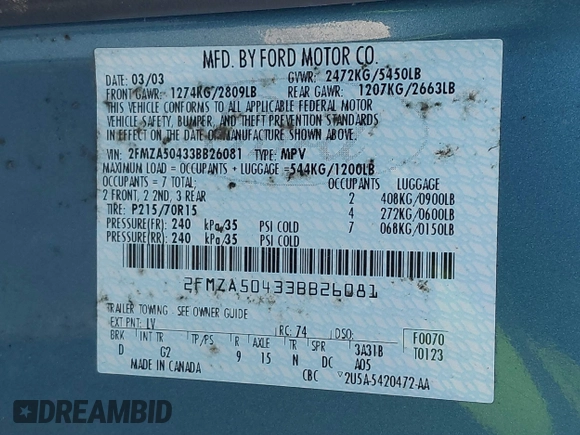 MFD. BY FORD MOTOR CO.
DATE: 03/03 GVWR: 2472KG/5450LB
FRONT GAWR: 1274KG/2809LB REAR GAWR: 1207KG/2663LB
THIS VEHICLE CONFORMS TO ALL APPLICABLE FEDERAL MOTOR
VEHICLE SAFETY, BUMPER, AND THEFT PREVENTION STANDARDS
IN EFFECT ON THE DATE OF MANUFACTURE SHOWN ABOVE.
VIN: 2FMZA50433BB26081 TYPE: MPV
MAXIMUM LOAD = OCCUPANTS + LUGGAGE = 544KG/1200LB
OCCUPANTS = 7 TOTAL: OCCUPANTS LUGGAGE
2 FRONT, 2 2ND, 3 REAR 2 408KG/0900LB
TIRE: P215/70R15 4 272KG/0600LB
PRESSURE(FR): 240 kPa/35 PSI COLD 7 068KG/0150LB
PRESSURE(RR): 240 kPa/35 PSI COLD
2FMZA50433BB26081
TRAILER TOWING - SEE OWNER GUIDE
EXT PNT: LV RC: 74 DSO: F0070
BRK INT TR TP/PS R AXLE TR SPR 3A31B T0123
D G2 9 15 N DC A05
MADE IN CANADA CBC 2U5A-5420472-AA
DREAMBID